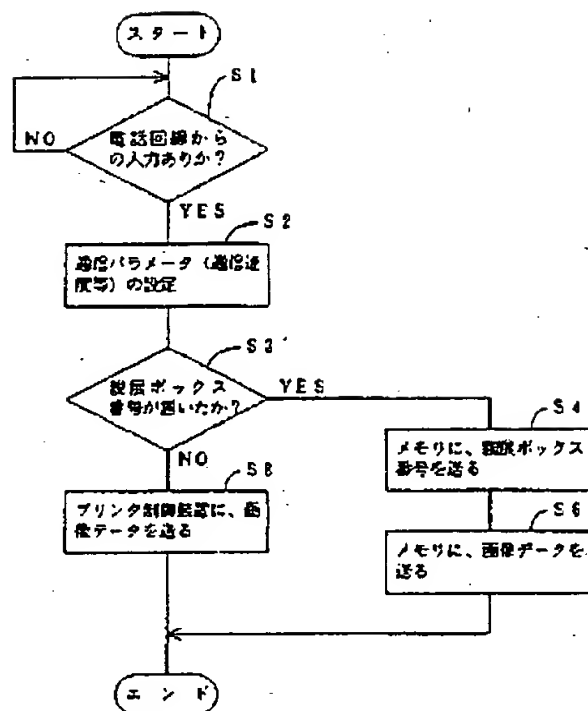 スタート
S1
電話回線から
の入力ありか?
NO
YES
S2
通信パラメータ(通信速
度等)の設定
S3
親展ボックス
番号が届いたか?
YES
NO
S4
メモリに、親展ボックス
番号を送る
プリンタ制御装置に、画
像データを送る
メモリに、画像データを
送る
エンド